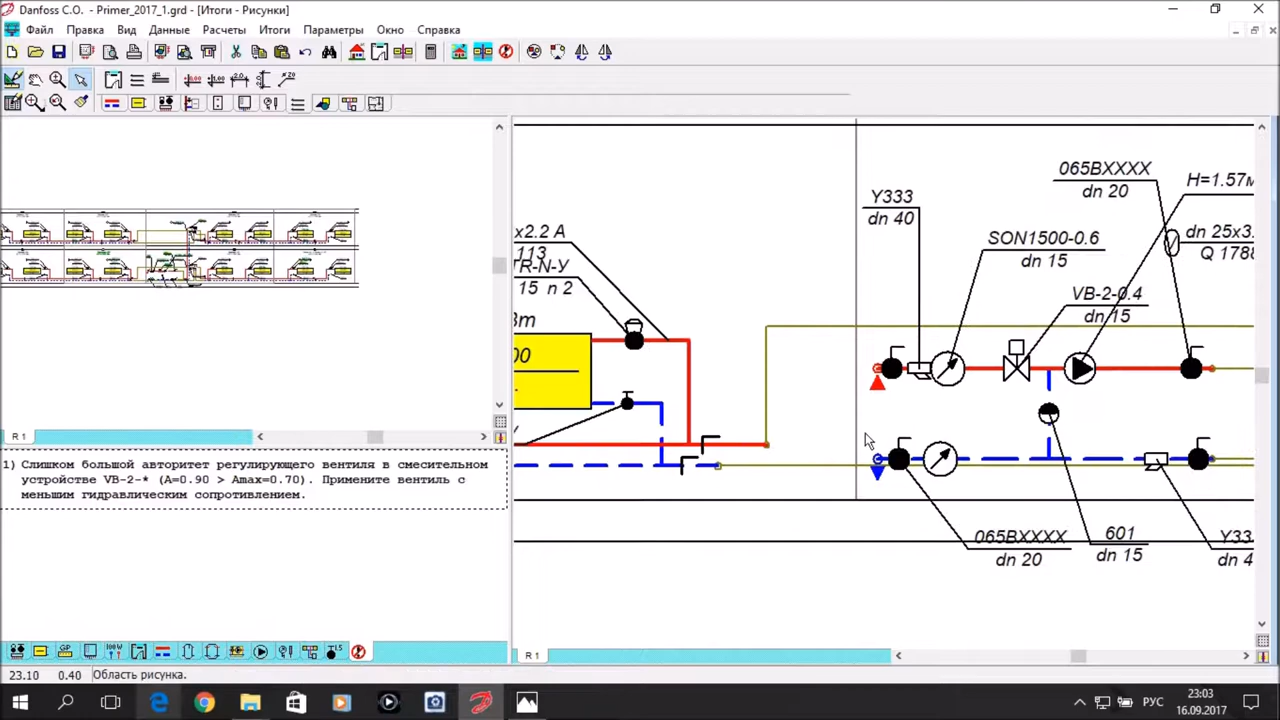 Danfoss C.O. - Primer_2017_1.grd - [Итоги - Рисунки]
Файл Правка Вид Данные Расчеты Итоги Параметры Окно Справка
R 1
1) Слишком большой авторитет регулирующего вентиля в смесительном
устройстве VB-2-* (A=0.90 > Amax=0.70). Примените вентиль с
меньшим гидравлическим сопротивлением.
x2.2 A
113
TR-N-У
15 n 2
Вт
00
Y333
dn 40
SON1500-0.6
dn 15
065BXXXX
dn 20
H=1.57м
dn 25x3.
Q 1788
VB-2-0.4
dn 15
065BXXXX
dn 20
601
dn 15
Y33
dn 4
R 1
23.10 0.40 Область рисунка.
РУС
23:03
16.09.2017